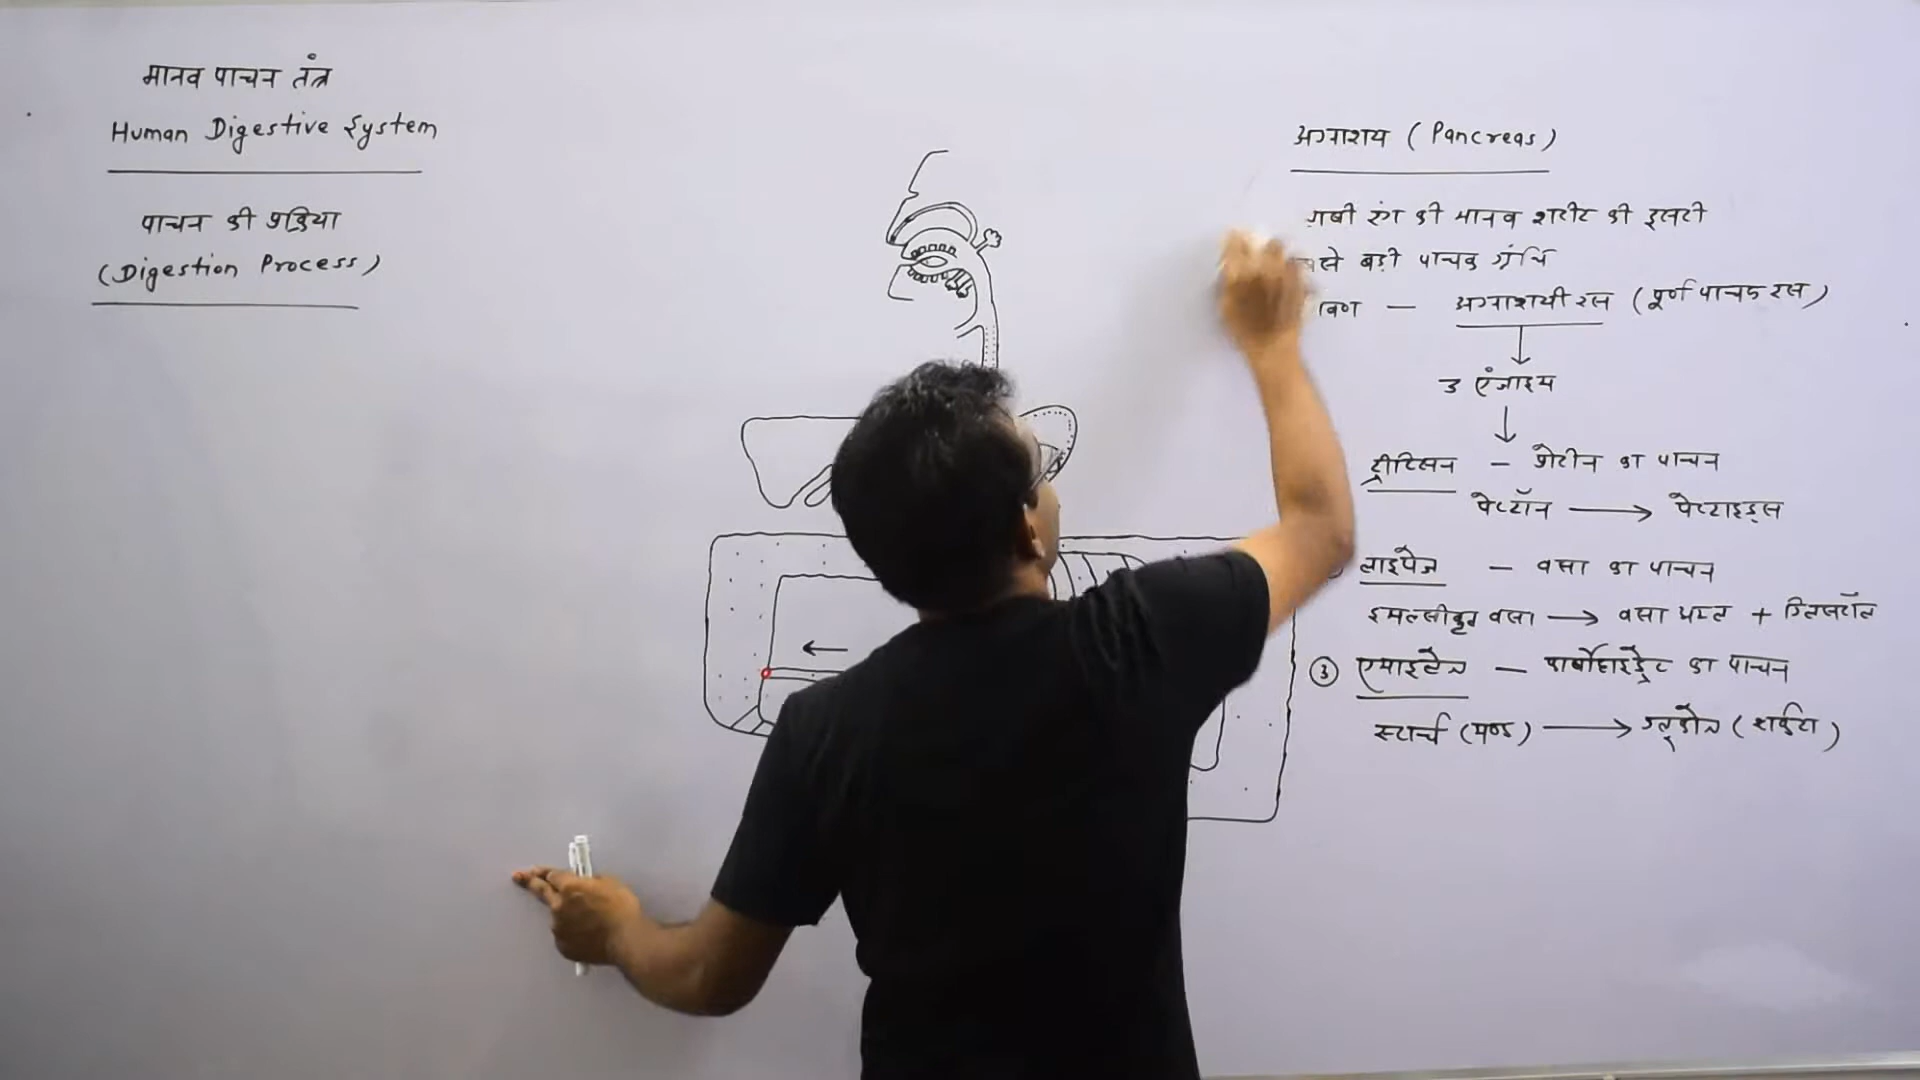 मानव पाचन तंत्र
Human Digestive System
पाचन की प्रक्रिया
(Digestion Process)
अग्नाशय (Pancreas)
रंग की मानव शरीर की दूसरी
बड़ी पाचक ग्रंथि
— अग्नाशयी रस (पूर्ण पाचक रस)
3 एंजाइम
ट्रीप्सिन — प्रोटीन का पाचन
पेप्टॉन → पेप्टाइड्स
लाइपेज — वसा का पाचन
इमल्सीकृत वसा → वसा अम्ल + ग्लिसरॉल
③ एमाइलेज — कार्बोहाइड्रेट का पाचन
स्टार्च (मण्ड) → ग्लूकोज (शर्करा)